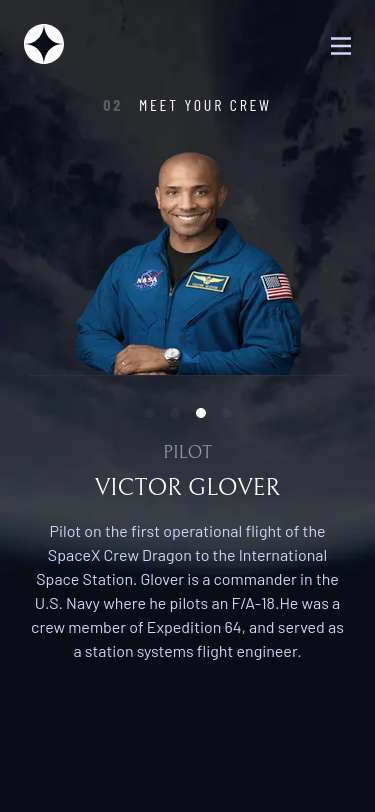 02 MEET YOUR CREW
NASA
PILOT
VICTOR GLOVER
Pilot on the first operational flight of the
SpaceX Crew Dragon to the International
Space Station. Glover is a commander in the
U.S. Navy where he pilots an F/A-18.He was a
crew member of Expedition 64, and served as
a station systems flight engineer.